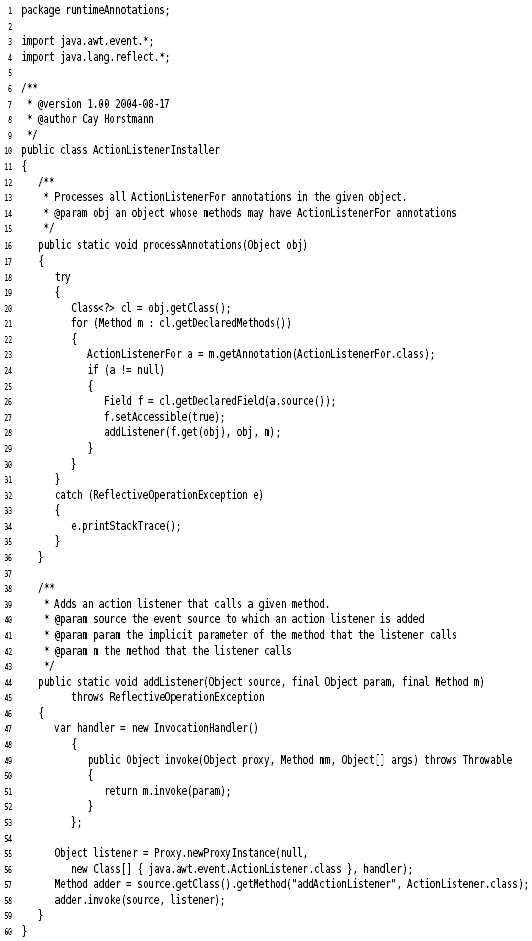 1 package runtimeAnnotations;
2
3 import java.awt.event.*;
4 import java.lang.reflect.*;
5
6 /**
7  * @version 1.00 2004-08-17
8  * @author Cay Horstmann
9  */
10 public class ActionListenerInstaller
11 {
12    /**
13     * Processes all ActionListenerFor annotations in the given object.
14     * @param obj an object whose methods may have ActionListenerFor annotations
15     */
16    public static void processAnnotations(Object obj)
17    {
18       try
19       {
20          Class<?> cl = obj.getClass();
21          for (Method m : cl.getDeclaredMethods())
22          {
23             ActionListenerFor a = m.getAnnotation(ActionListenerFor.class);
24             if (a != null)
25             {
26                Field f = cl.getDeclaredField(a.source());
27                f.setAccessible(true);
28                addListener(f.get(obj), obj, m);
29             }
30          }
31       }
32       catch (ReflectiveOperationException e)
33       {
34          e.printStackTrace();
35       }
36    }
37
38    /**
39     * Adds an action listener that calls a given method.
40     * @param source the event source to which an action listener is added
41     * @param param the implicit parameter of the method that the listener calls
42     * @param m the method that the listener calls
43     */
44    public static void addListener(Object source, final Object param, final Method m)
45          throws ReflectiveOperationException
46    {
47       var handler = new InvocationHandler()
48          {
49             public Object invoke(Object proxy, Method mm, Object[] args) throws Throwable
50             {
51                return m.invoke(param);
52             }
53          };
54
55       Object listener = Proxy.newProxyInstance(null,
56          new Class[] { java.awt.event.ActionListener.class }, handler);
57       Method adder = source.getClass().getMethod("addActionListener", ActionListener.class);
58       adder.invoke(source, listener);
59    }
60 }